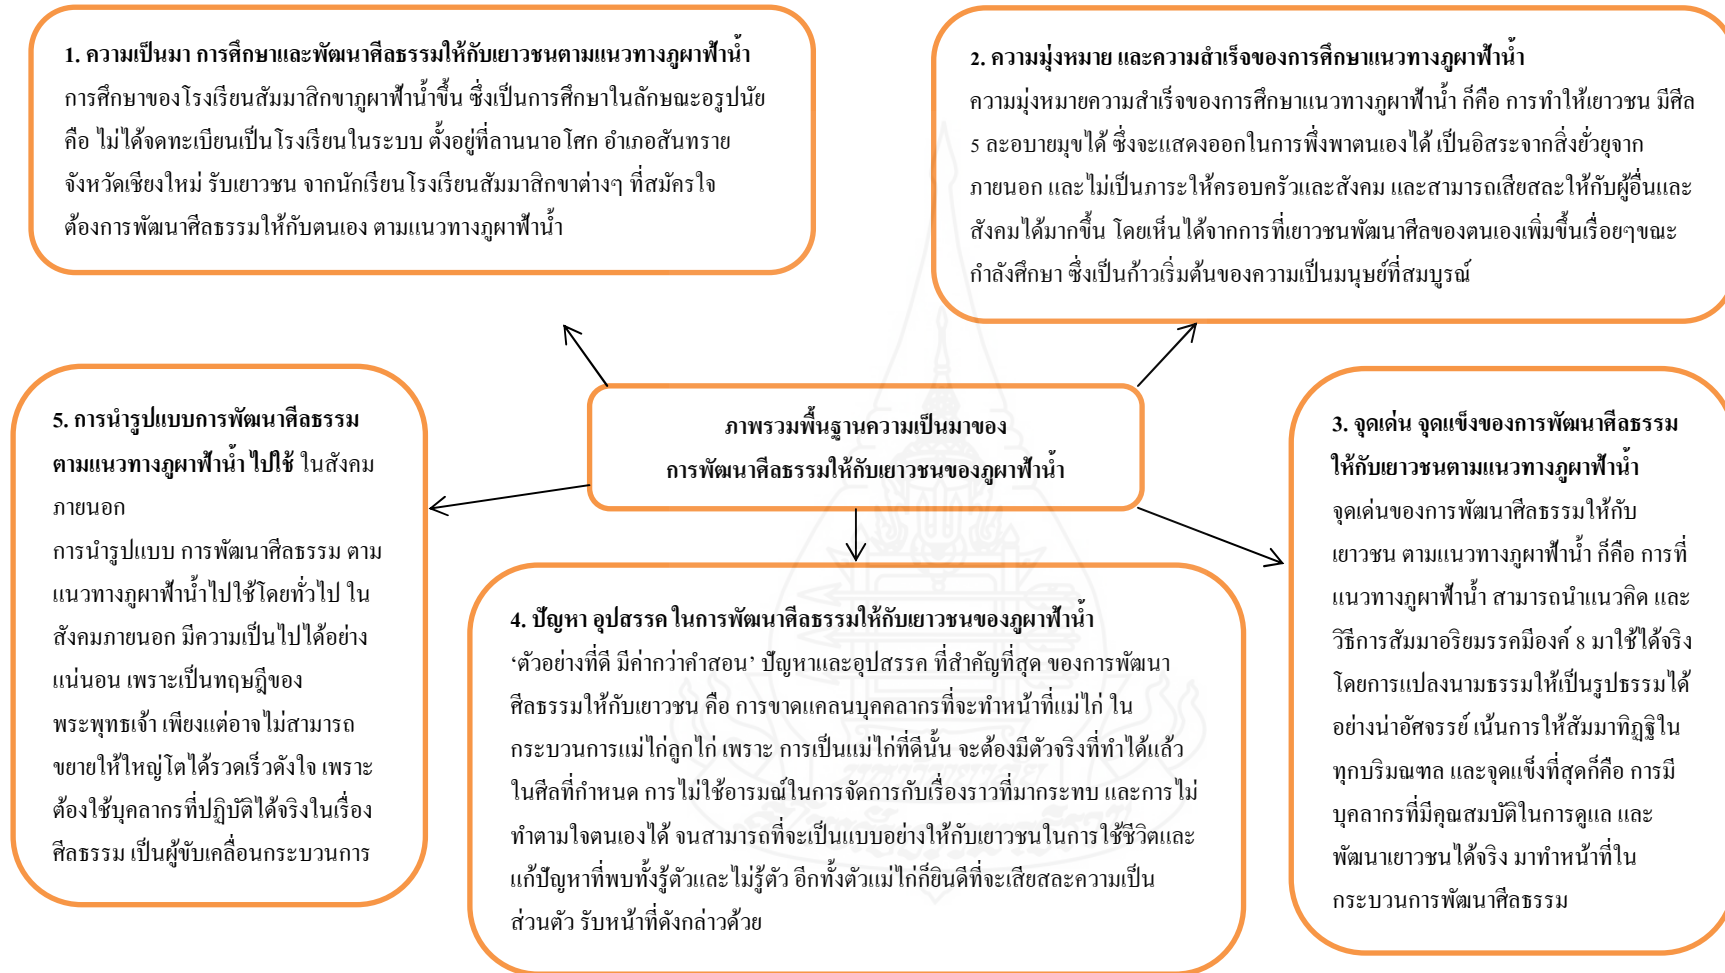 1. ความเป็นมา การศึกษาและพัฒนาศีลธรรมให้กับเยาวชนตามแนวทางภูผาฟ้าน้ำ
การศึกษาของโรงเรียนสัมมาสิกขาภูผาฟ้าน้ำขึ้น ซึ่งเป็นการศึกษาในลักษณะอรูปนัย
คือ ไม่ได้จดทะเบียนเป็นโรงเรียนในระบบ ตั้งอยู่ที่ลานนาอโศก อำเภอสันทราย
จังหวัดเชียงใหม่ รับเยาวชน จากนักเรียนโรงเรียนสัมมาสิกขาต่างๆ ที่สมัครใจ
ต้องการพัฒนาศีลธรรมให้กับตนเอง ตามแนวทางภูผาฟ้าน้ำ
2. ความมุ่งหมาย และความสำเร็จของการศึกษาแนวทางภูผาฟ้าน้ำ
ความมุ่งหมายความสำเร็จของการศึกษาแนวทางภูผาฟ้าน้ำ ก็คือ การทำให้เยาวชน มีศีล
5 ละอบายมุขได้ ซึ่งจะแสดงออกในการพึ่งพาตนเองได้ เป็นอิสระจากสิ่งยั่วยุจาก
ภายนอก และไม่เป็นภาระให้ครอบครัวและสังคม และสามารถเสียสละให้กับผู้อื่นและ
สังคมได้มากขึ้น โดยเห็นได้จากการที่เยาวชนพัฒนาศีลของตนเองเพิ่มขึ้นเรื่อยๆขณะ
กำลังศึกษา ซึ่งเป็นก้าวเริ่มต้นของความเป็นมนุษย์ที่สมบูรณ์
ภาพรวมพื้นฐานความเป็นมาของ
การพัฒนาศีลธรรมให้กับเยาวชนของภูผาฟ้าน้ำ
3. จุดเด่น จุดแข็งของการพัฒนาศีลธรรม
ให้กับเยาวชนตามแนวทางภูผาฟ้าน้ำ
จุดเด่นของการพัฒนาศีลธรรมให้กับ
เยาวชน ตามแนวทางภูผาฟ้าน้ำ ก็คือ การที่
แนวทางภูผาฟ้าน้ำ สามารถนำแนวคิด และ
วิธีการสัมมาอริยมรรคมีองค์ 8 มาใช้ได้จริง
โดยการแปลงนามธรรมให้เป็นรูปธรรมได้
อย่างน่าอัศจรรย์ เน้นการให้สัมมาทิฏฐิใน
ทุกบริมณฑล และจุดแข็งที่สุดก็คือ การมี
บุคลากรที่มีคุณสมบัติในการดูแล และ
พัฒนาเยาวชนได้จริง มาทำหน้าที่ใน
กระบวนการพัฒนาศีลธรรม
4. ปัญหา อุปสรรค ในการพัฒนาศีลธรรมให้กับเยาวชนของภูผาฟ้าน้ำ
‘ตัวอย่างที่ดี มีค่ากว่าคำสอน’ ปัญหาและอุปสรรค ที่สำคัญที่สุด ของการพัฒนา
ศีลธรรมให้กับเยาวชน คือ การขาดแคลนบุคคลากรที่จะทำหน้าที่แม่ไก่ ใน
กระบวนการแม่ไก่ลูกไก่ เพราะ การเป็นแม่ไก่ที่ดีนั้น จะต้องมีตัวจริงที่ทำได้แล้ว
ในศีลที่กำหนด การไม่ใช้อารมณ์ในการจัดการกับเรื่องราวที่มากระทบ และการไม่
ทำตามใจตนเองได้ จนสามารถที่จะเป็นแบบอย่างให้กับเยาวชนในการใช้ชีวิตและ
แก้ปัญหาที่พบทั้งรู้ตัวและไม่รู้ตัว อีกทั้งตัวแม่ไก่ก็ยินดีที่จะเสียสละความเป็น
ส่วนตัว รับหน้าที่ดังกล่าวด้วย
5. การนำรูปแบบการพัฒนาศีลธรรม
ตามแนวทางภูผาฟ้าน้ำ ไปใช้ ในสังคม
ภายนอก
การนำรูปแบบ การพัฒนาศีลธรรม ตาม
แนวทางภูผาฟ้าน้ำไปใช้โดยทั่วไป ใน
สังคมภายนอก มีความเป็นไปได้อย่าง
แน่นอน เพราะเป็นทฤษฎีของ
พระพุทธเจ้า เพียงแต่อาจไม่สามารถ
ขยายให้ใหญ่โตได้รวดเร็วดังใจ เพราะ
ต้องใช้บุคลากรที่ปฏิบัติได้จริงในเรื่อง
ศีลธรรม เป็นผู้ขับเคลื่อนกระบวนการ